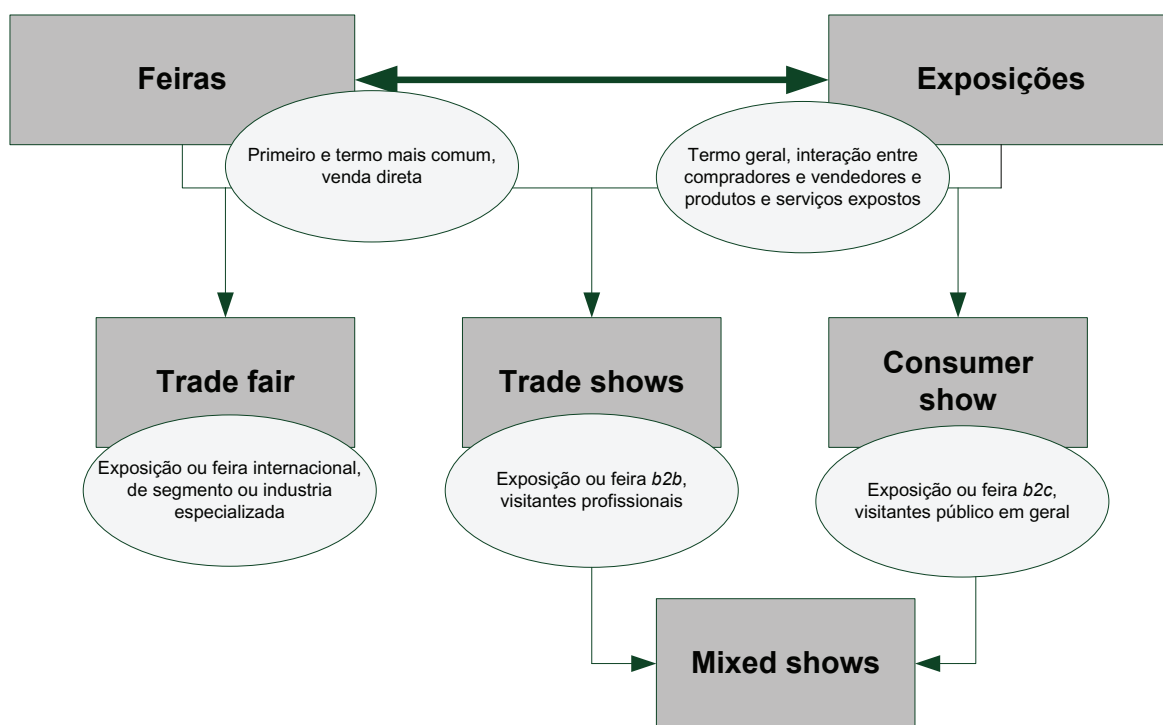 Feiras
Exposições
Primeiro e termo mais comum,
venda direta
Termo geral, interação entre
compradores e vendedores e
produtos e serviços expostos
Trade fair
Trade shows
Consumer
show
Exposição ou feira internacional,
de segmento ou industria
especializada
Exposição ou feira b2b,
visitantes profissionais
Exposição ou feira b2c,
visitantes público em geral
Mixed shows